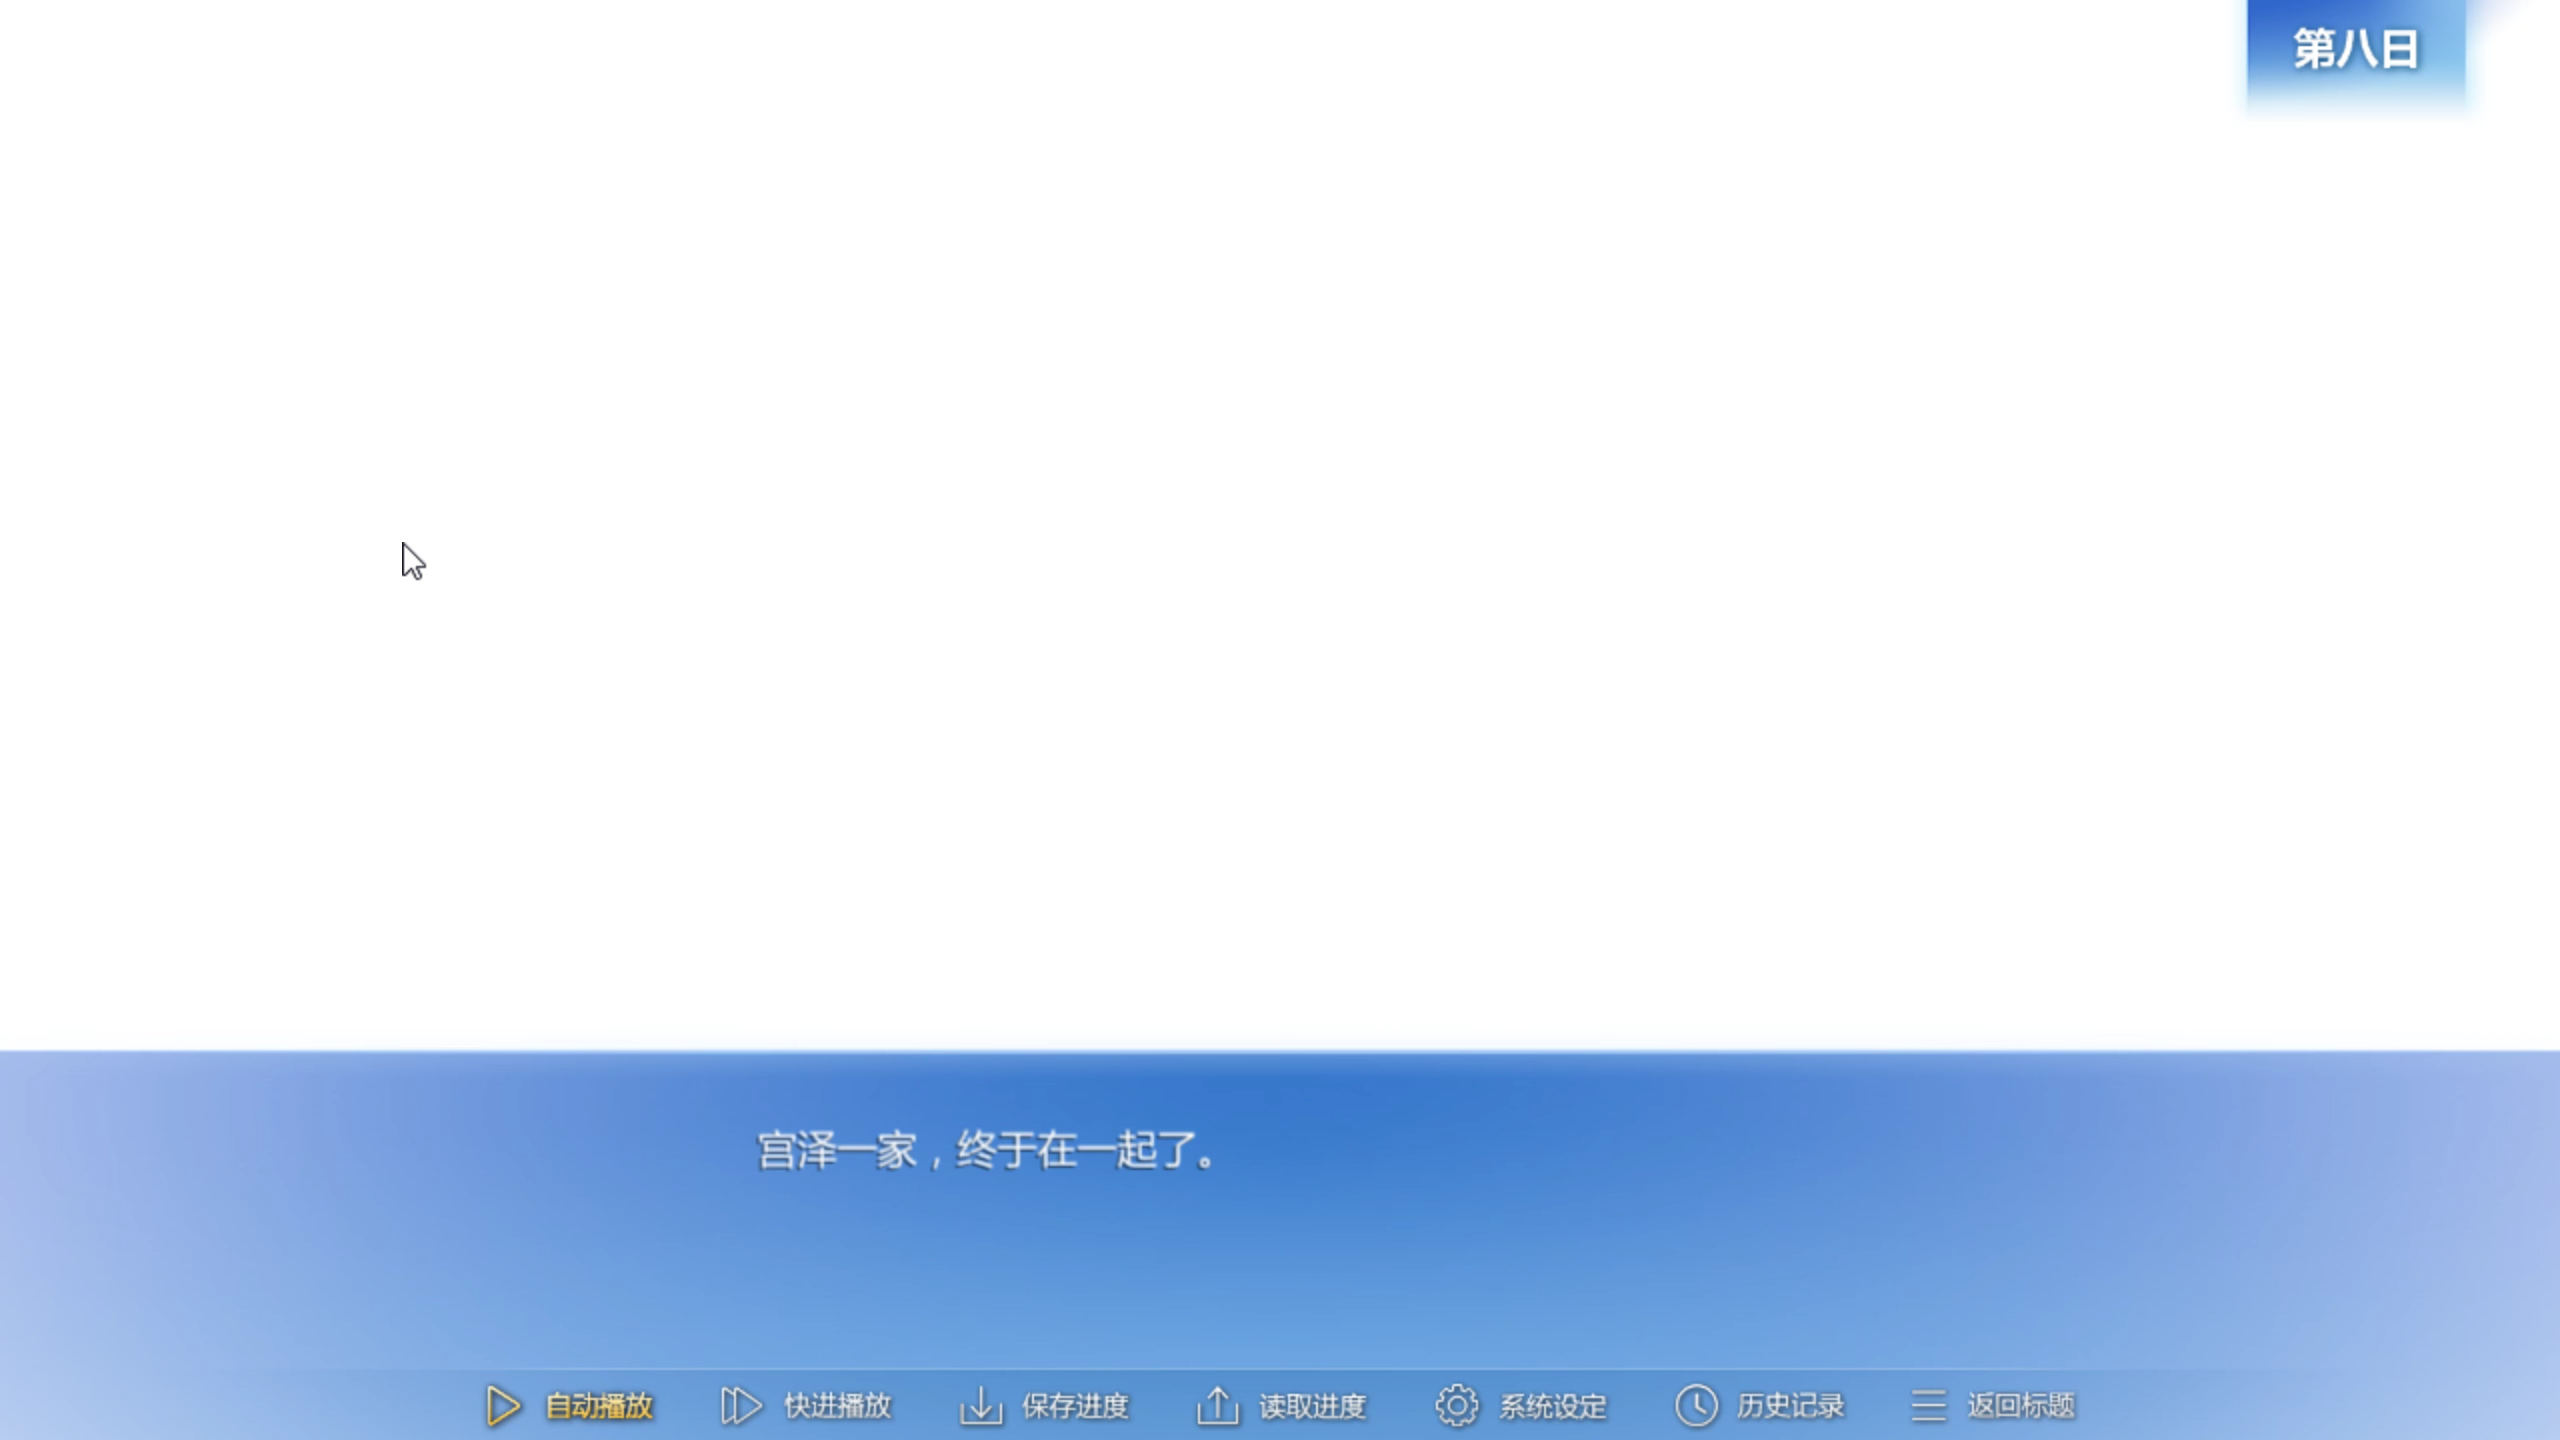 第八日
宫泽一家，终于在一起了。
自动播放 快进播放 保存进度 读取进度 系统设定 历史记录 返回标题